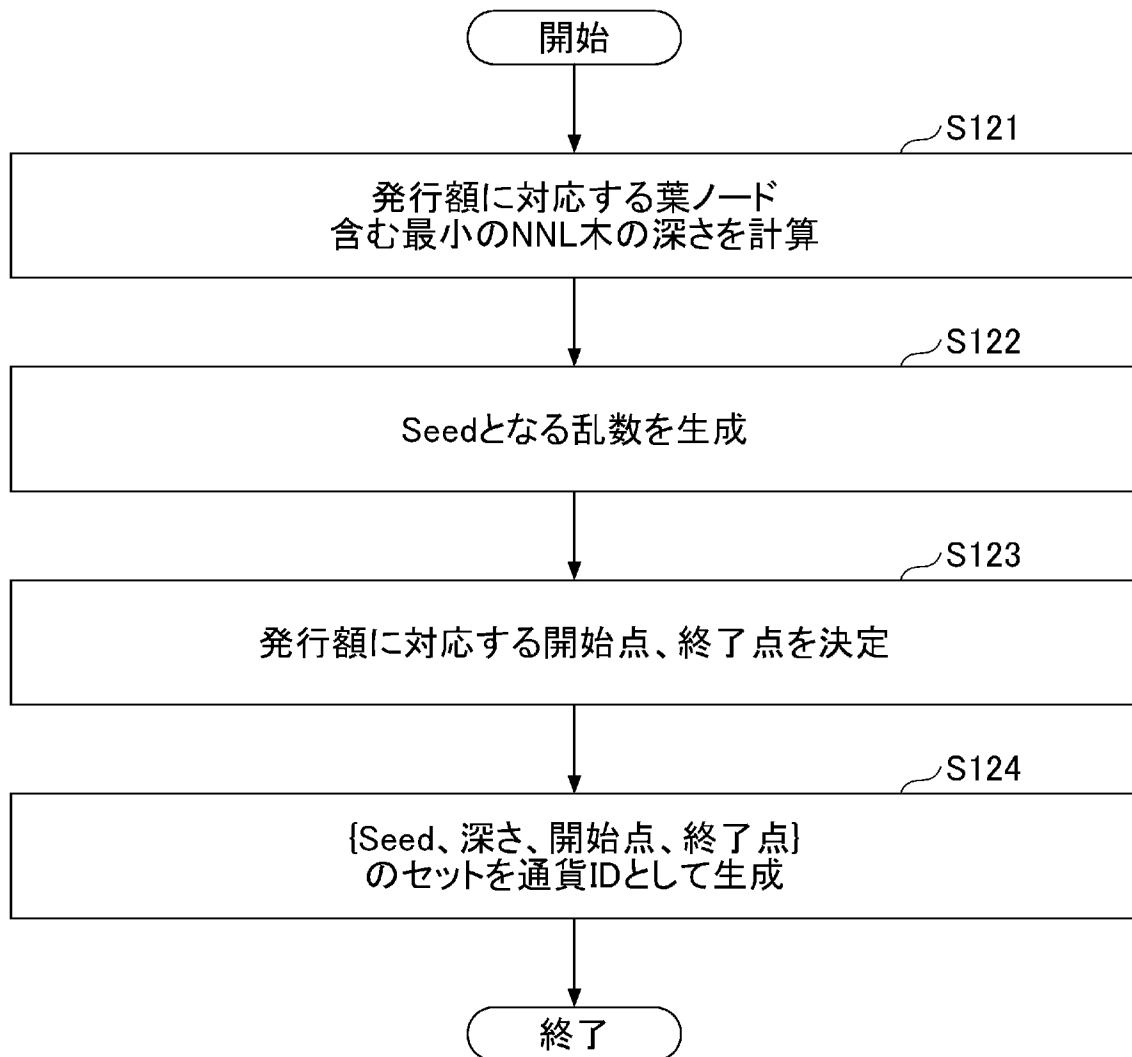 開始
S121
発行額に対応する葉ノード
含む最小のNNL木の深さを計算
S122
Seedとなる乱数を生成
S123
発行額に対応する開始点、終了点を決定
S124
{Seed、深さ、開始点、終了点}
のセットを通貨IDとして生成
終了